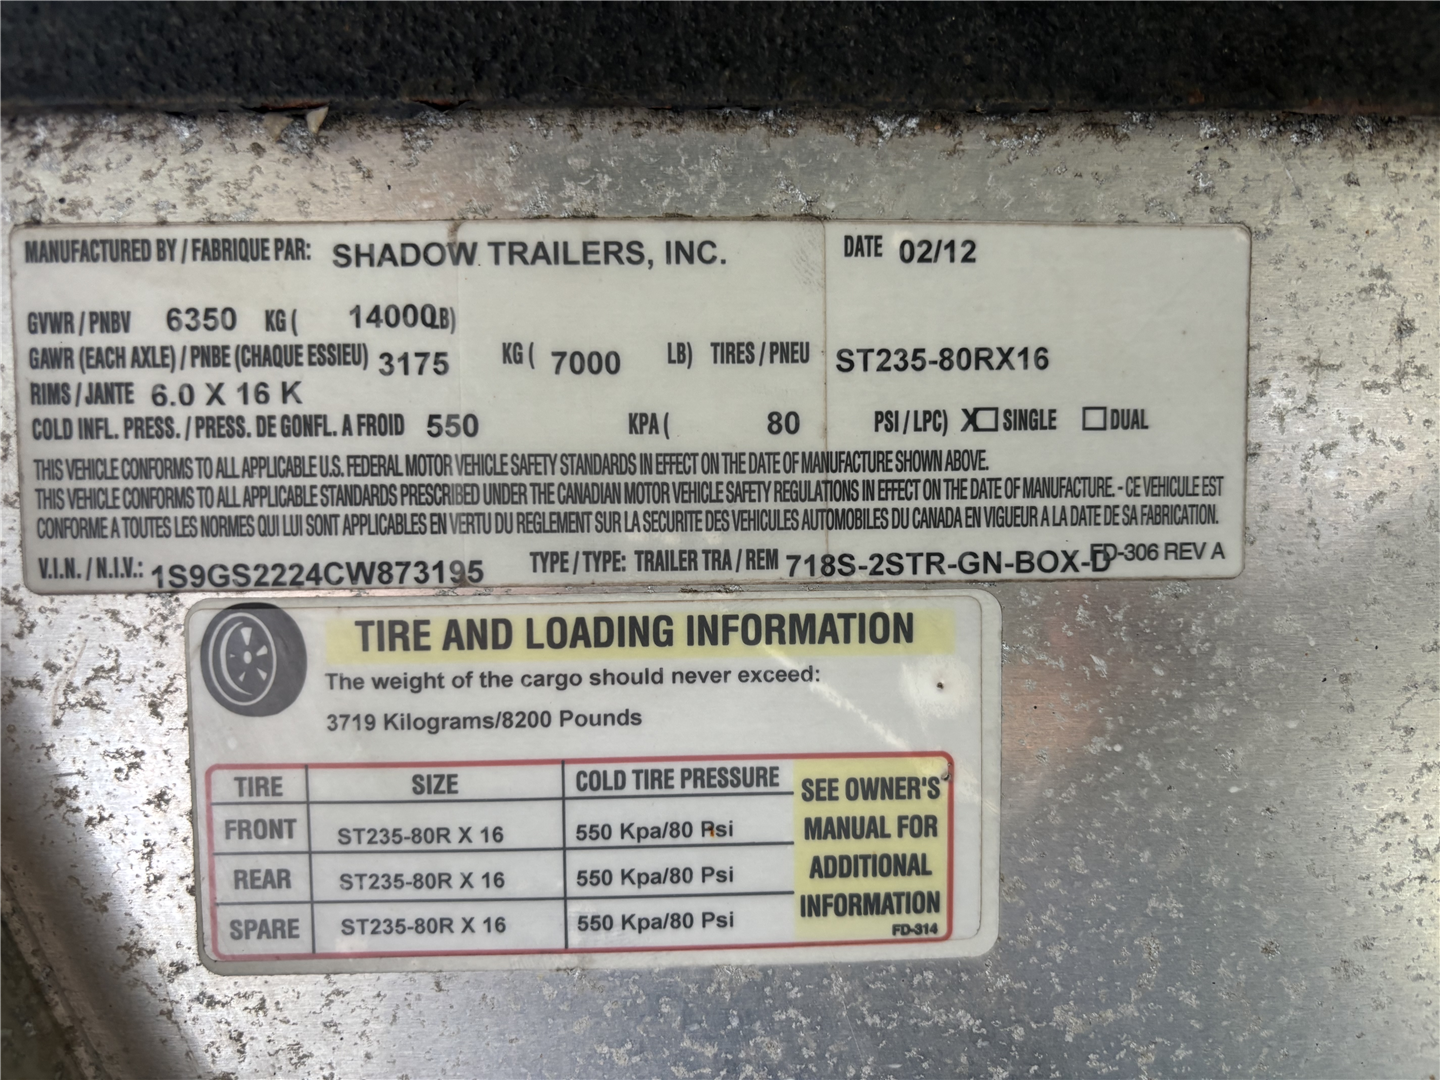 MANUFACTURED BY / FABRIQUE PAR: SHADOW TRAILERS, INC. DATE 02/12
GVWR / PNBV 6350 KG ( 14000LB)
GAWR (EACH AXLE) / PNBE (CHAQUE ESSIEU) 3175 KG ( 7000 LB) TIRES / PNEU ST235-80RX16
RIMS / JANTE 6.0 X 16 K
COLD INFL. PRESS. / PRESS. DE GONFL. A FROID 550 KPA ( 80 PSI / LPC) X☐ SINGLE ☐ DUAL
THIS VEHICLE CONFORMS TO ALL APPLICABLE U.S. FEDERAL MOTOR VEHICLE SAFETY STANDARDS IN EFFECT ON THE DATE OF MANUFACTURE SHOWN ABOVE.
THIS VEHICLE CONFORMS TO ALL APPLICABLE STANDARDS PRESCRIBED UNDER THE CANADIAN MOTOR VEHICLE SAFETY REGULATIONS IN EFFECT ON THE DATE OF MANUFACTURE. - CE VEHICULE EST
CONFORME A TOUTES LES NORMES QUI LUI SONT APPLICABLES EN VERTU DU REGLEMENT SUR LA SECURITE DES VEHICULES AUTOMOBILES DU CANADA EN VIGUEUR A LA DATE DE SA FABRICATION.
V.I.N. / N.I.V.: 1S9GS2224CW873195 TYPE / TYPE: TRAILER TRA / REM 718S-2STR-GN-BOX-D FD-306 REV A
TIRE AND LOADING INFORMATION
The weight of the cargo should never exceed:
3719 Kilograms/8200 Pounds
TIRE SIZE COLD TIRE PRESSURE
FRONT ST235-80R X 16 550 Kpa/80 Psi
REAR ST235-80R X 16 550 Kpa/80 Psi
SPARE ST235-80R X 16 550 Kpa/80 Psi
SEE OWNER'S
MANUAL FOR
ADDITIONAL
INFORMATION
FD-314